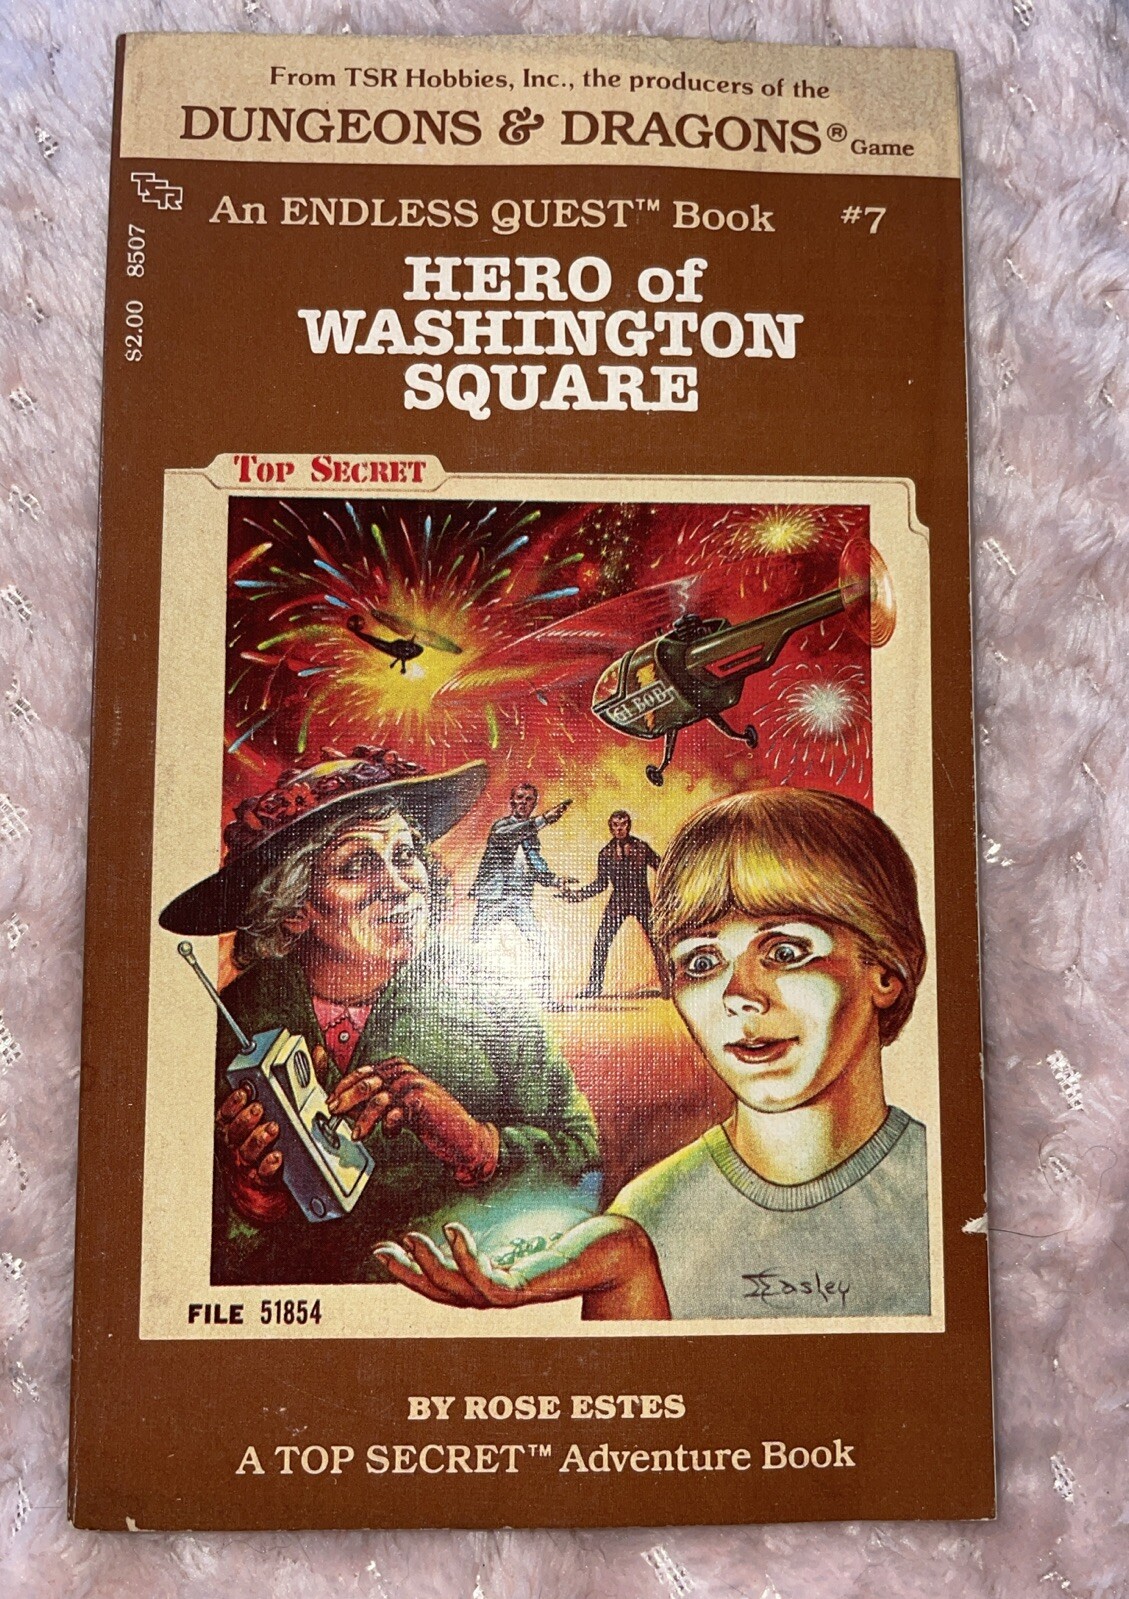 From TSR Hobbies, Inc., the producers of the
DUNGEONS & DRAGONS® Game
TSR
An ENDLESS QUEST™ Book #7
$2.00 8507
HERO of
WASHINGTON
SQUARE
TOP SECRET
FILE 51854
Easley
BY ROSE ESTES
A TOP SECRET™ Adventure Book